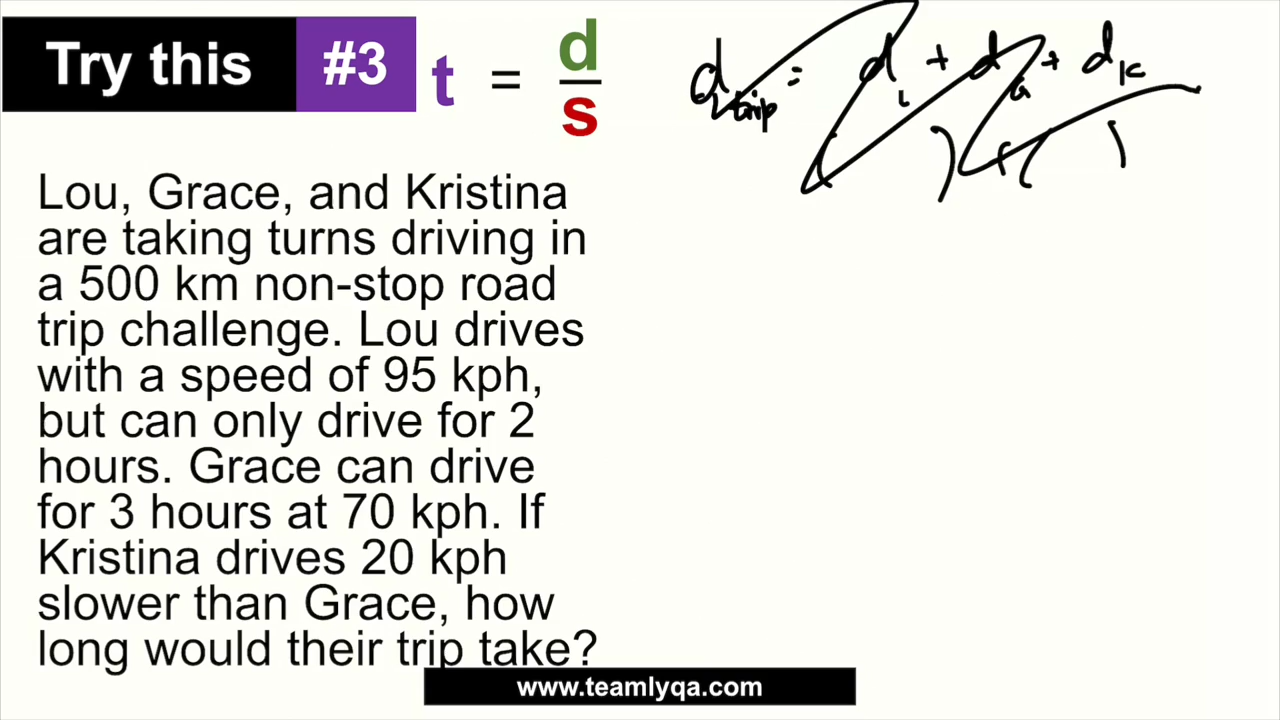 Try this #3 t = d/s
d trip = d L + d G + d K
( ) + ( )
Lou, Grace, and Kristina
are taking turns driving in
a 500 km non-stop road
trip challenge. Lou drives
with a speed of 95 kph,
but can only drive for 2
hours. Grace can drive
for 3 hours at 70 kph. If
Kristina drives 20 kph
slower than Grace, how
long would their trip take?
www.teamlyqa.com